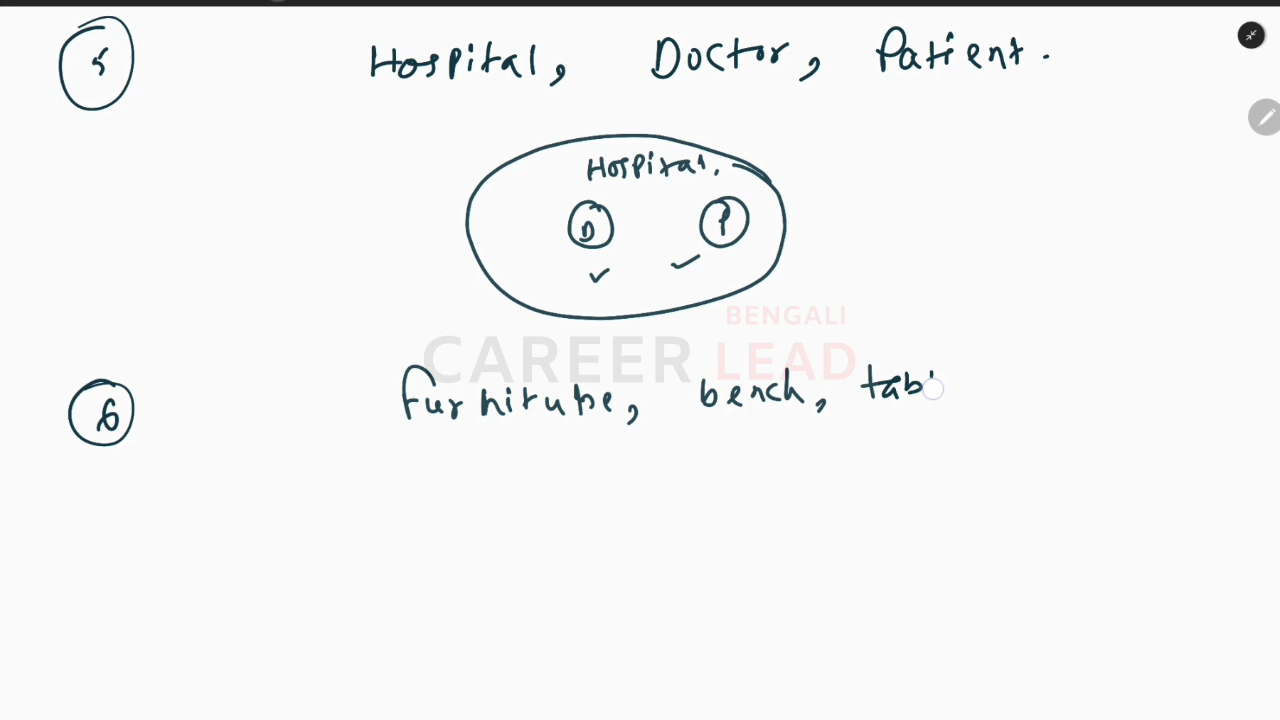 5 Hospital, Doctor, Patient.
Hospital.
D P
BENGALI
CAREER LEAD
6 furniture, bench, tab